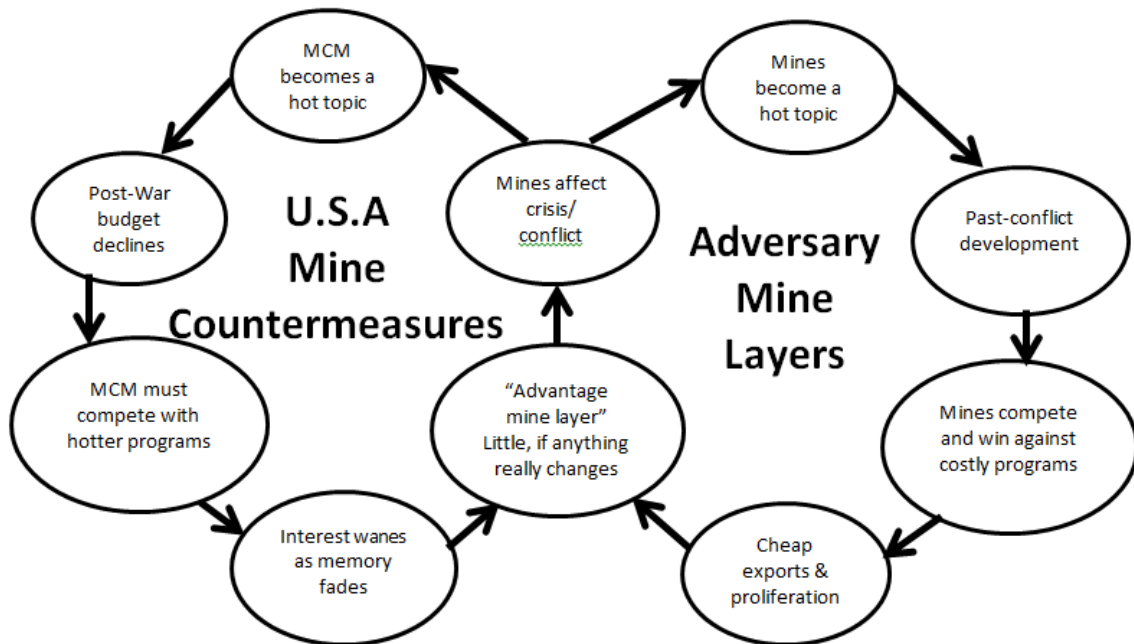 MCM
becomes a
hot topic
Mines
become a
hot topic
Post-War
budget
declines
U.S.A
Mine
Countermeasures
Mines affect
crisis/
conflict
Adversary
Mine
Layers
Past-conflict
development
MCM must
compete with
hotter programs
“Advantage
mine layer”
Little, if anything
really changes
Mines compete
and win against
costly programs
Interest wanes
as memory
fades
Cheap
exports &
proliferation